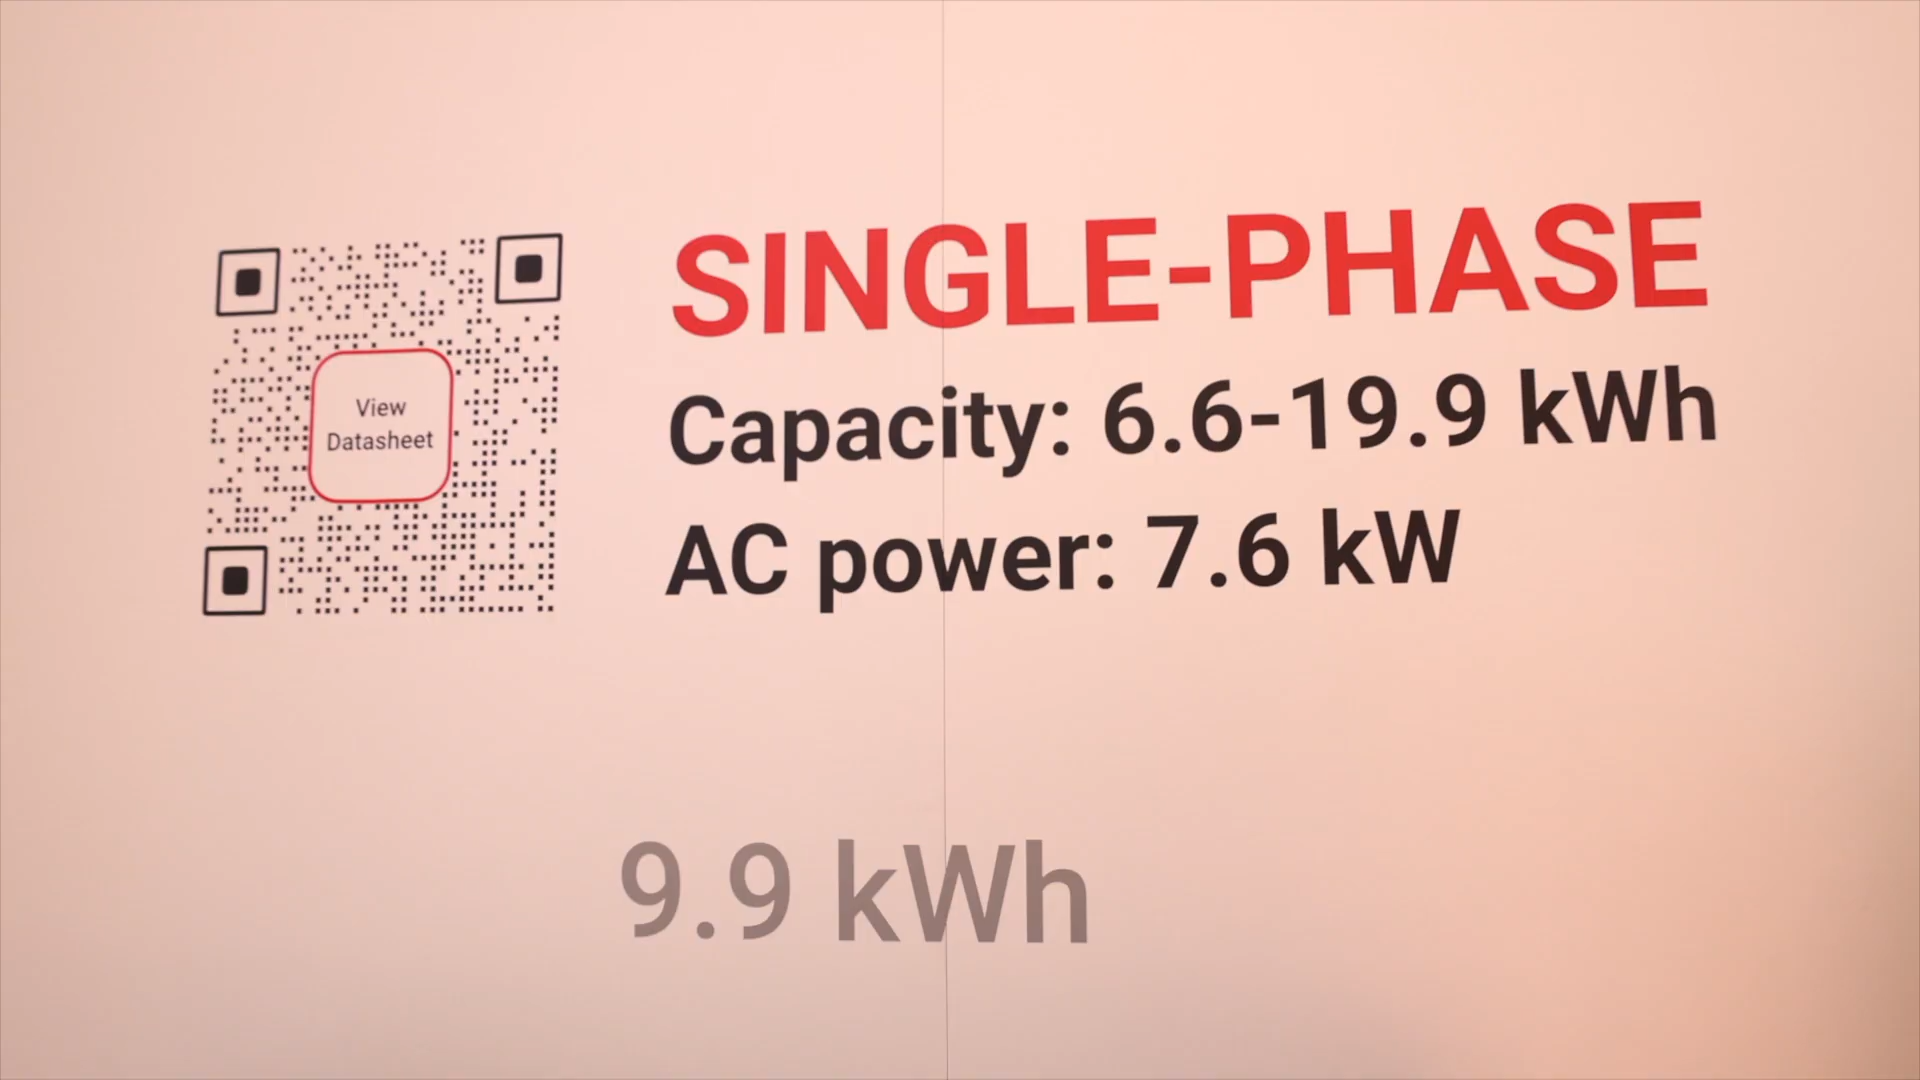 View
Datasheet
SINGLE-PHASE
Capacity: 6.6-19.9 kWh
AC power: 7.6 kW
9.9 kWh